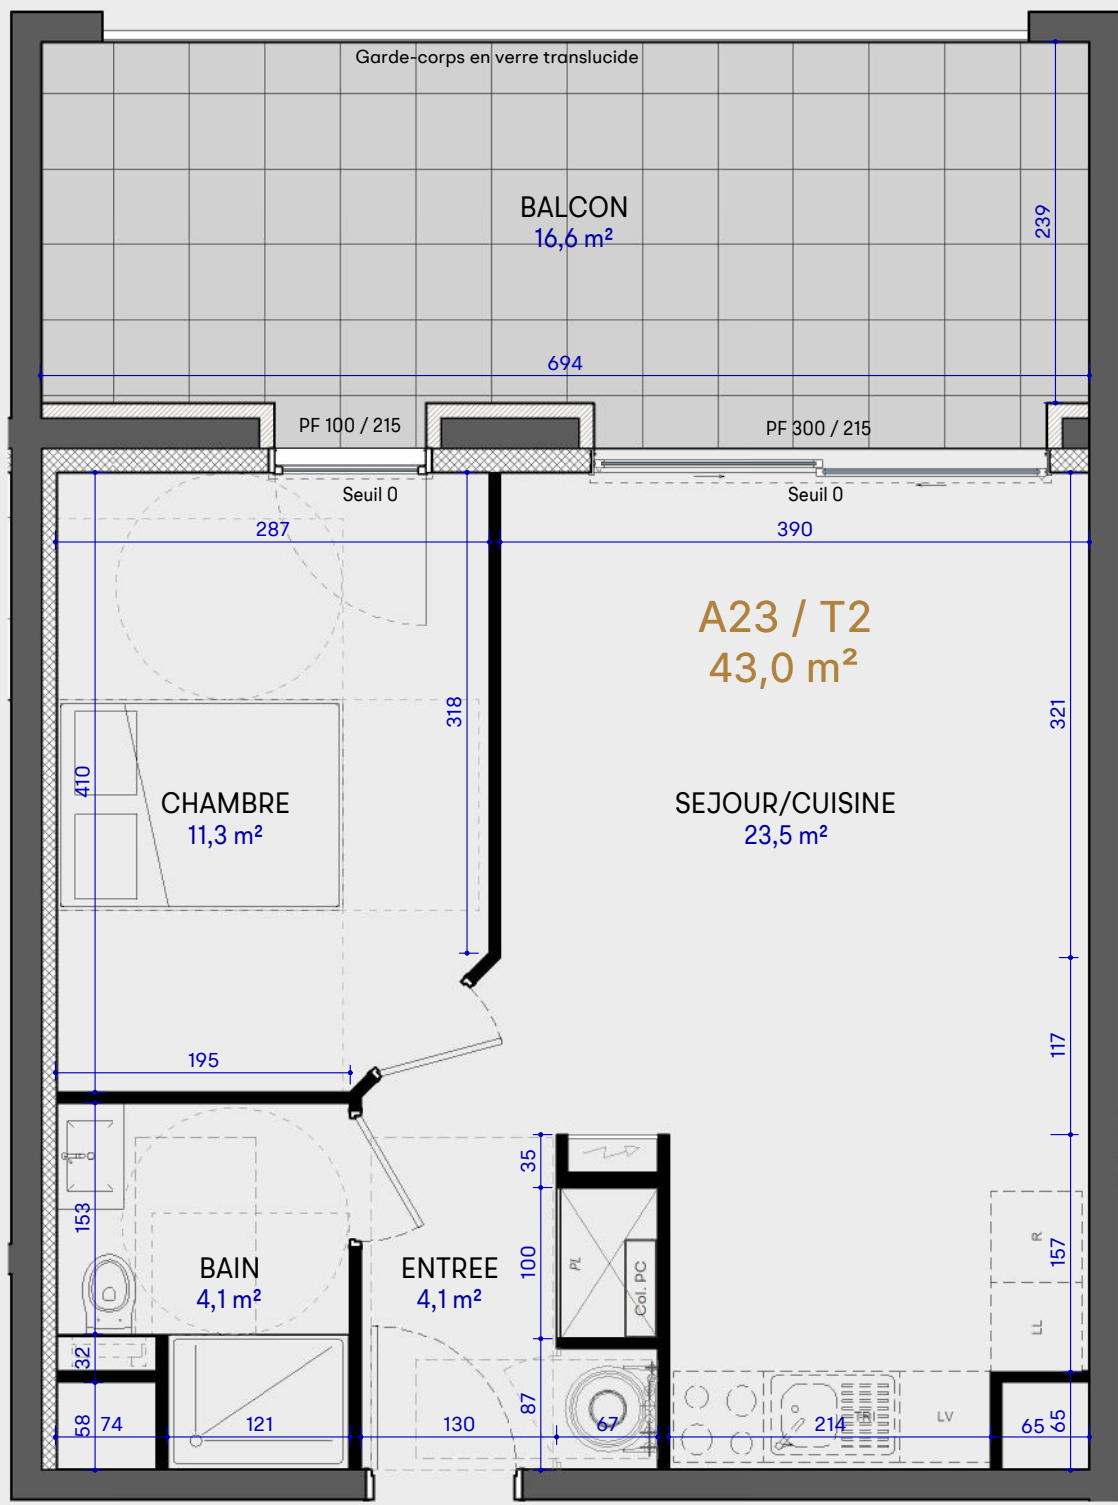 Garde-corps en verre translucide
BALCON
16,6 m²
239
694
PF 100 / 215
PF 300 / 215
Seuil 0
Seuil 0
287
390
A23 / T2
43,0 m²
318
321
410
CHAMBRE
11,3 m²
SEJOUR/CUISINE
23,5 m²
117
195
35
153
100
157
R
PL
Col. PC
BAIN
4,1 m²
ENTREE
4,1 m²
LL
32
87
58
74
121
130
67
214
LV
65
65